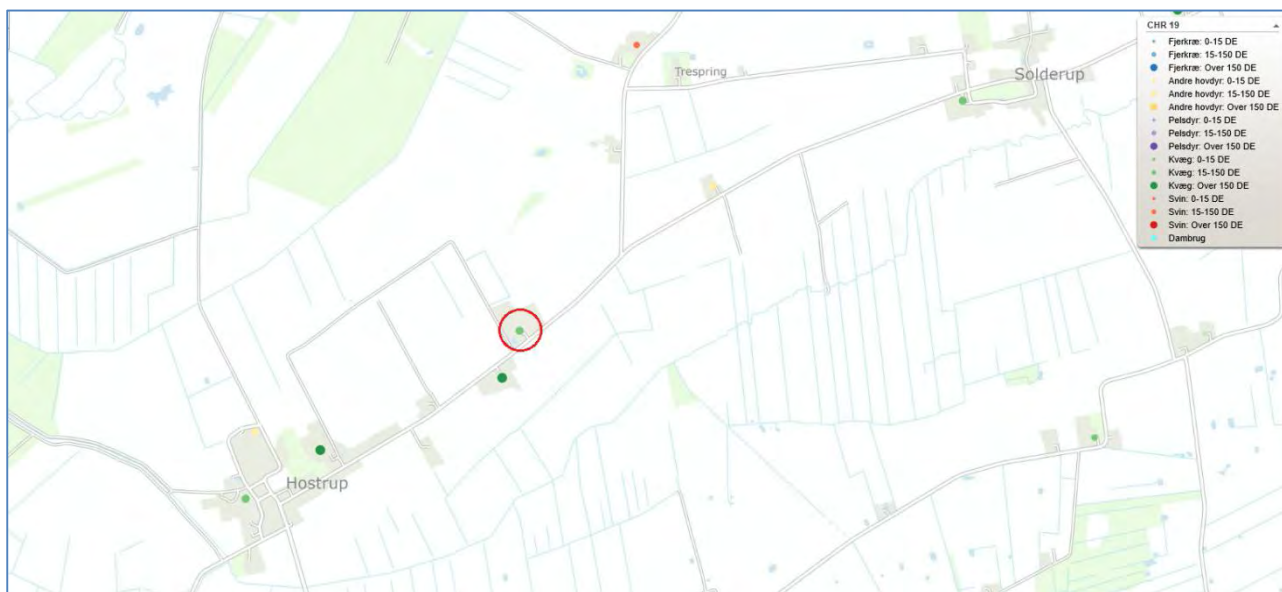 CHR 19
Fjerkræ: 0-15 DE
Fjerkræ: 15-150 DE
Fjerkræ: Over 150 DE
Andre hovdyr: 0-15 DE
Andre hovdyr: 15-150 DE
Andre hovdyr: Over 150 DE
Pelsdyr: 0-15 DE
Pelsdyr: 15-150 DE
Pelsdyr: Over 150 DE
Kvæg: 0-15 DE
Kvæg: 15-150 DE
Kvæg: Over 150 DE
Svin: 0-15 DE
Svin: 15-150 DE
Svin: Over 150 DE
Dambrug
Trespring
Solderup
Hostrup